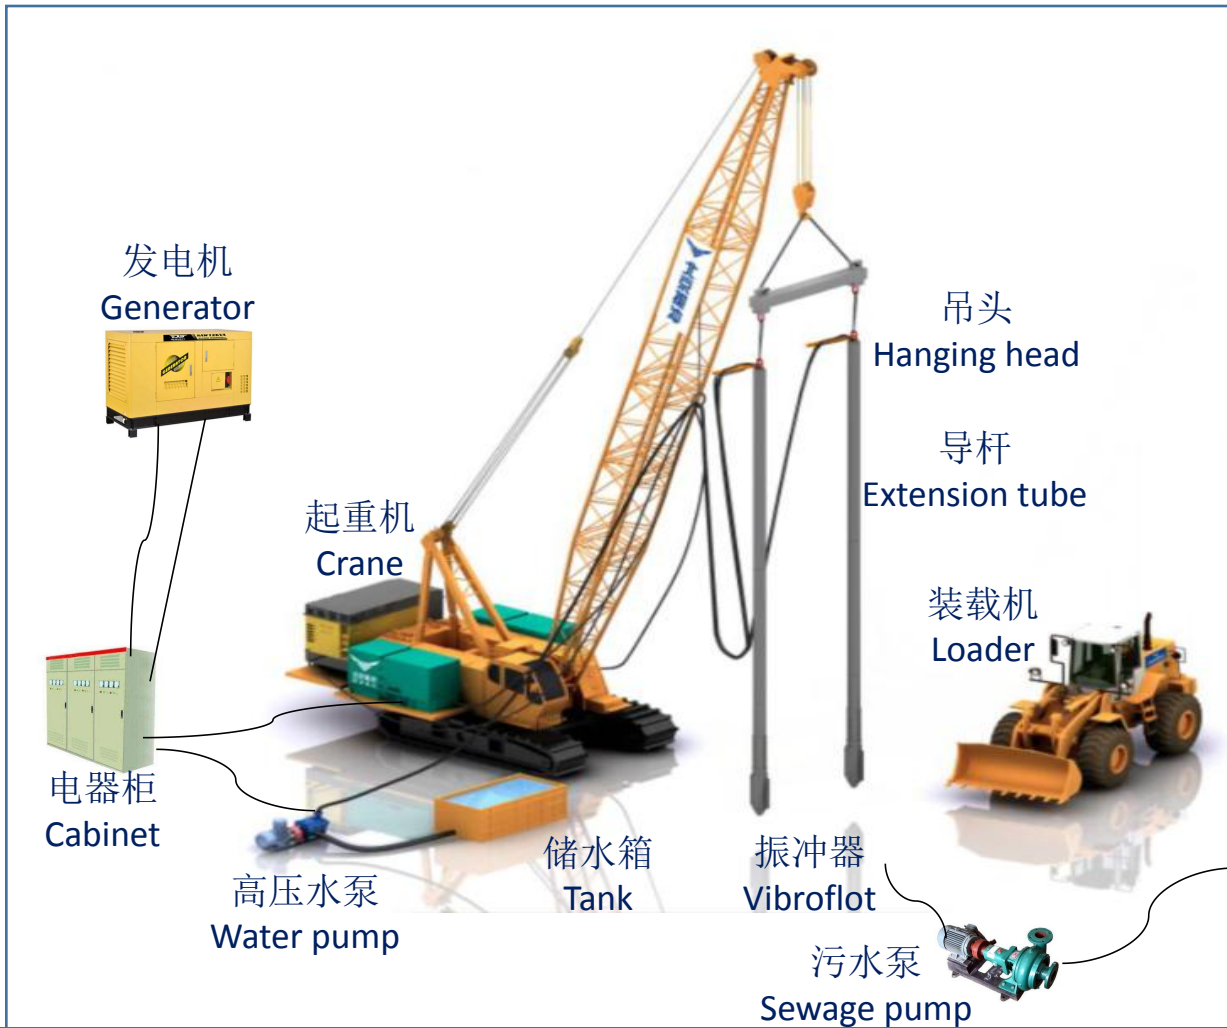 发电机
Generator
吊头
Hanging head
导杆
Extension tube
起重机
Crane
装载机
Loader
电器柜
Cabinet
高压水泵
Water pump
储水箱
Tank
振冲器
Vibroflot
污水泵
Sewage pump